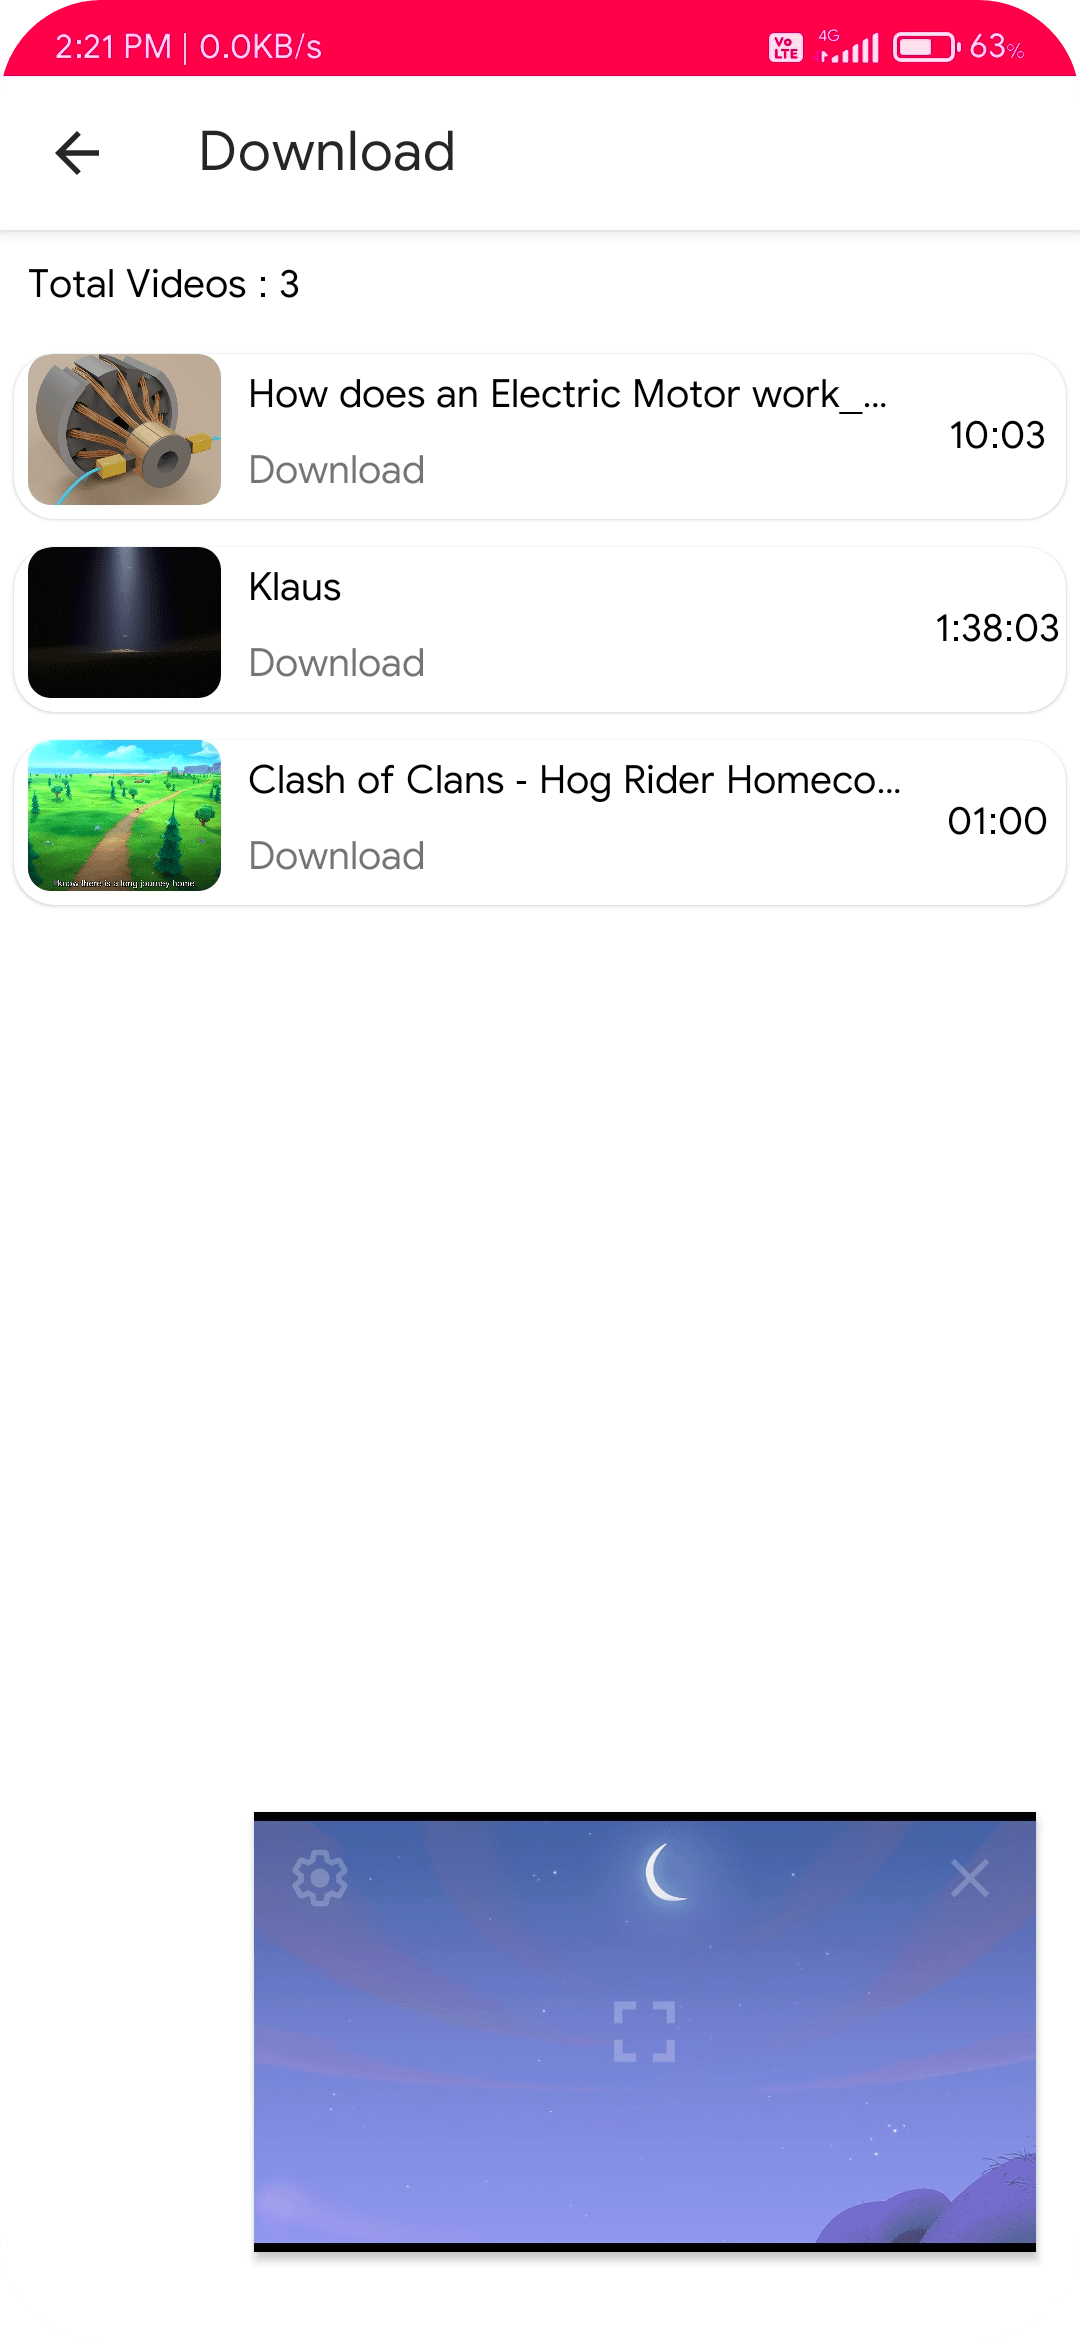 2:21 PM | 0.0KB/s Vo LTE 4G 63%
Download
Total Videos : 3
How does an Electric Motor work_...
Download
10:03
Klaus
Download
1:38:03
Clash of Clans - Hog Rider Homeco...
Download
01:00
I know there is a long journey home.